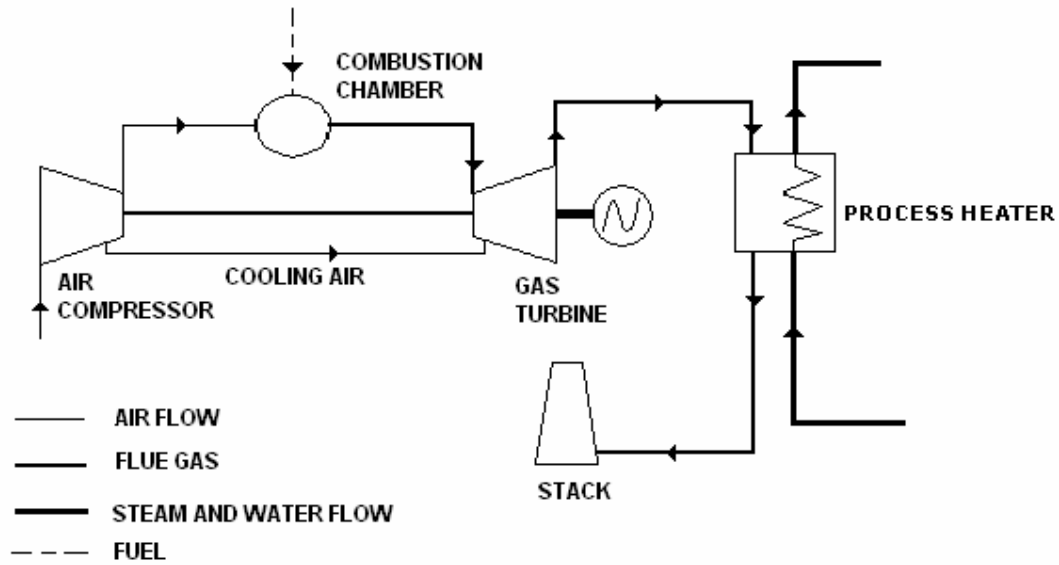 COMBUSTION
CHAMBER
PROCESS HEATER
COOLING AIR
AIR
COMPRESSOR
GAS
TURBINE
AIR FLOW
FLUE GAS
STACK
STEAM AND WATER FLOW
FUEL